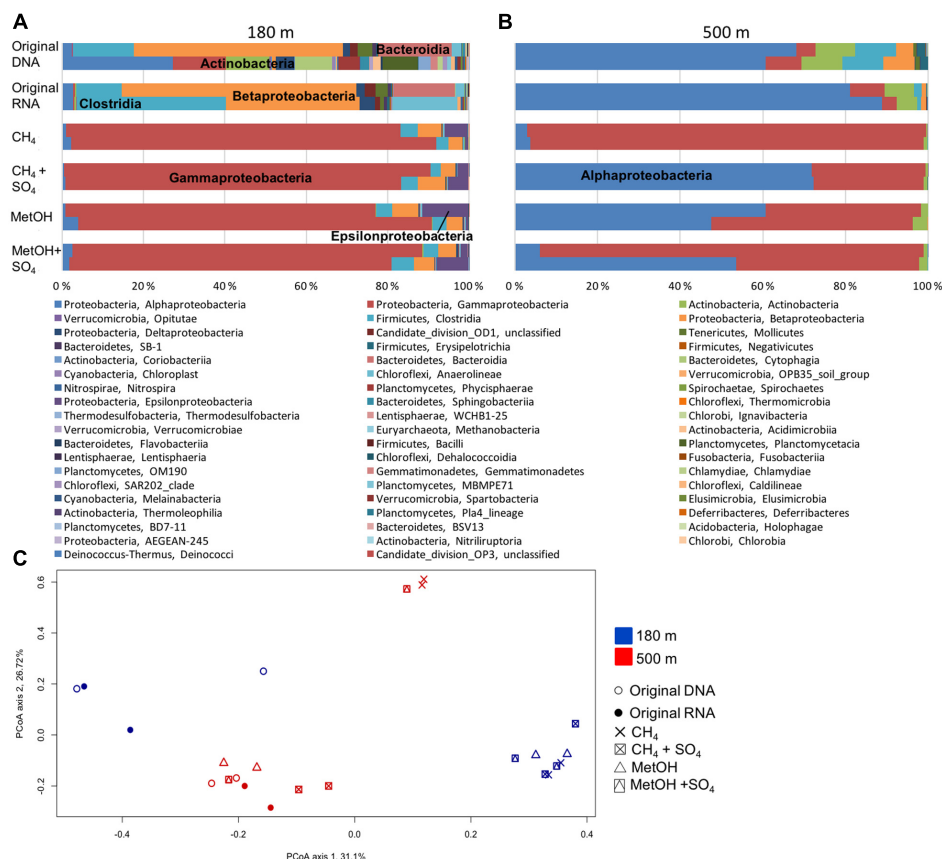 A
180 m
B
500 m
Original
DNA
Bacteroidia
Actinobacteria
Original
RNA
Betaproteobacteria
Clostridia
CH4
CH4 +
SO4
Gammaproteobacteria
Alphaproteobacteria
MetOH
Epsilonproteobacteria
MetOH+
SO4
0 % 20 % 40 % 60 % 80 % 100 %
0 % 20 % 40 % 60 % 80 % 100 %
Proteobacteria, Alphaproteobacteria
Proteobacteria, Gammaproteobacteria
Actinobacteria, Actinobacteria
Verrucomicrobia, Opitutae
Firmicutes, Clostridia
Proteobacteria, Betaproteobacteria
Proteobacteria, Deltaproteobacteria
Candidate_division_OD1, unclassified
Tenericutes, Mollicutes
Bacteroidetes, SB-1
Firmicutes, Erysipelotrichia
Firmicutes, Negativicutes
Actinobacteria, Coriobacteriia
Bacteroidetes, Bacteroidia
Bacteroidetes, Cytophagia
Cyanobacteria, Chloroplast
Chloroflexi, Anaerolineae
Verrucomicrobia, OPB35_soil_group
Nitrospirae, Nitrospira
Planctomycetes, Phycisphaerae
Spirochaetae, Spirochaetes
Proteobacteria, Epsilonproteobacteria
Bacteroidetes, Sphingobacteriia
Chloroflexi, Thermomicrobia
Thermodesulfobacteria, Thermodesulfobacteria
Lentisphaerae, WCHB1-25
Chlorobi, Ignavibacteria
Verrucomicrobia, Verrucomicrobiae
Euryarchaeota, Methanobacteria
Actinobacteria, Acidimicrobiia
Bacteroidetes, Flavobacteriia
Firmicutes, Bacilli
Planctomycetes, Planctomycetacia
Lentisphaerae, Lentisphaeria
Chloroflexi, Dehalococcoidia
Fusobacteria, Fusobacteriia
Planctomycetes, OM190
Gemmatimonadetes, Gemmatimonadetes
Chlamydiae, Chlamydiae
Chloroflexi, SAR202_clade
Planctomycetes, MBMPE71
Chloroflexi, Caldilineae
Cyanobacteria, Melainabacteria
Verrucomicrobia, Spartobacteria
Elusimicrobia, Elusimicrobia
Actinobacteria, Thermoleophilia
Planctomycetes, Pla4_lineage
Deferribacteres, Deferribacteres
Planctomycetes, BD7-11
Bacteroidetes, BSV13
Acidobacteria, Holophagae
Proteobacteria, AEGEAN-245
Actinobacteria, Nitriliruptoria
Chlorobi, Chlorobia
Deinococcus-Thermus, Deinococci
Candidate_division_OP3, unclassified
C
PCoA axis 2, 26.72%
0.6
0.4
0.2
0.0
-0.2
-0.4 -0.2 0.0 0.2 0.4
PCoA axis 1, 31.1%
180 m
500 m
Original DNA
Original RNA
CH4
CH4 + SO4
MetOH
MetOH +SO4